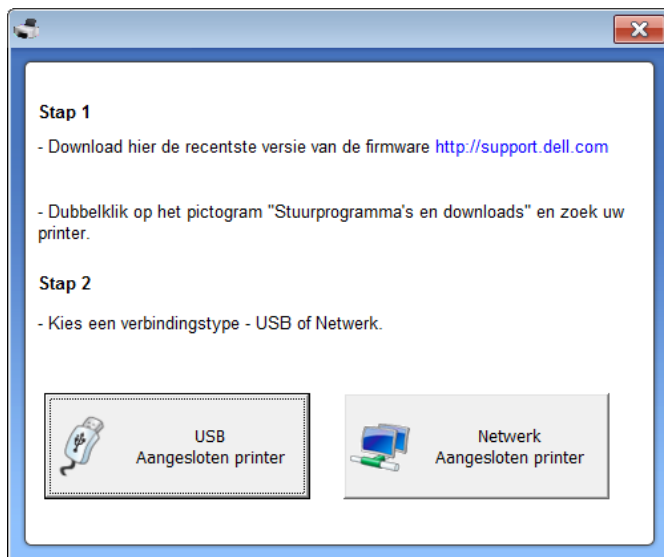 Stap 1
- Download hier de recentste versie van de firmware http://support.dell.com
- Dubbelklik op het pictogram "Stuurprogramma's en downloads" en zoek uw
printer.
Stap 2
- Kies een verbindingstype - USB of Netwerk.
USB
Aangesloten printer
Netwerk
Aangesloten printer